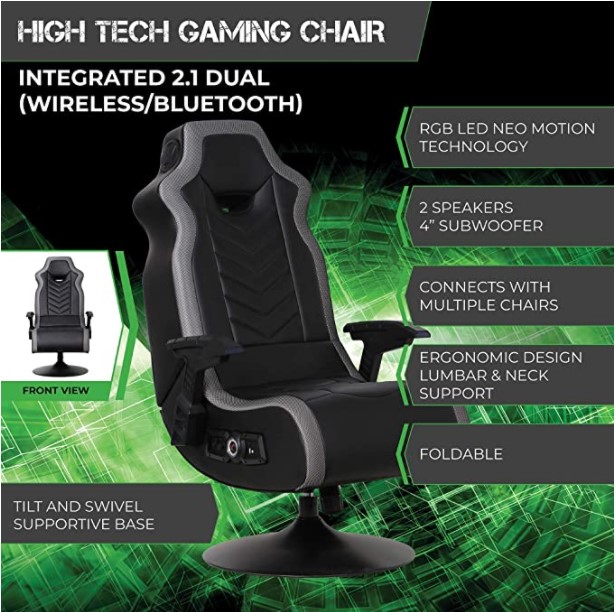 HIGH TECH GAMING CHAIR
INTEGRATED 2.1 DUAL
(WIRELESS/BLUETOOTH)
RGB LED NEO MOTION
TECHNOLOGY
2 SPEAKERS
4" SUBWOOFER
CONNECTS WITH
MULTIPLE CHAIRS
ERGONOMIC DESIGN
LUMBAR & NECK
SUPPORT
FRONT VIEW
FOLDABLE
TILT AND SWIVEL
SUPPORTIVE BASE